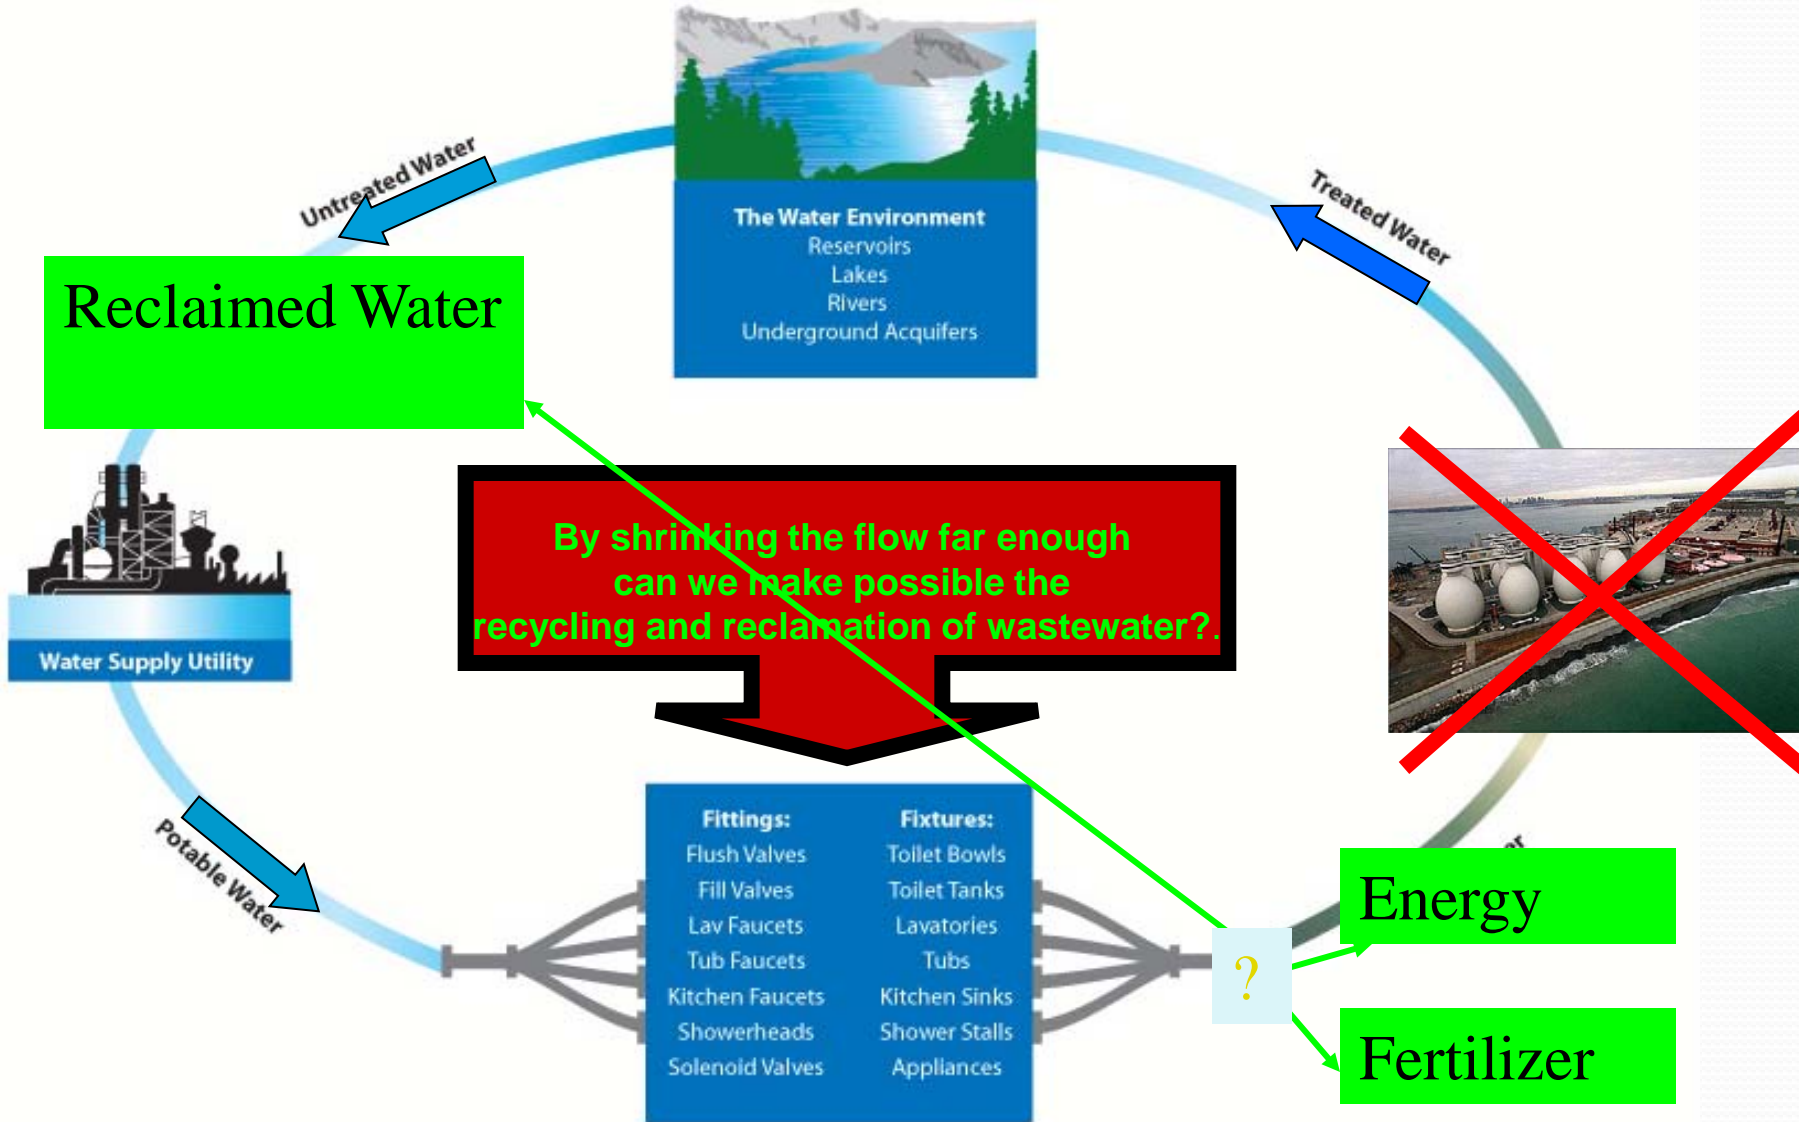 Untreated Water
Treated Water
The Water Environment
Reservoirs
Lakes
Rivers
Underground Acquifers
Reclaimed Water
By shrinking the flow far enough
can we make possible the
recycling and reclamation of wastewater?.
Water Supply Utility
Potable Water
Fittings:
Flush Valves
Fill Valves
Lav Faucets
Tub Faucets
Kitchen Faucets
Showerheads
Solenoid Valves
Fixtures:
Toilet Bowls
Toilet Tanks
Lavatories
Tubs
Kitchen Sinks
Shower Stalls
Appliances
?
Energy
Fertilizer